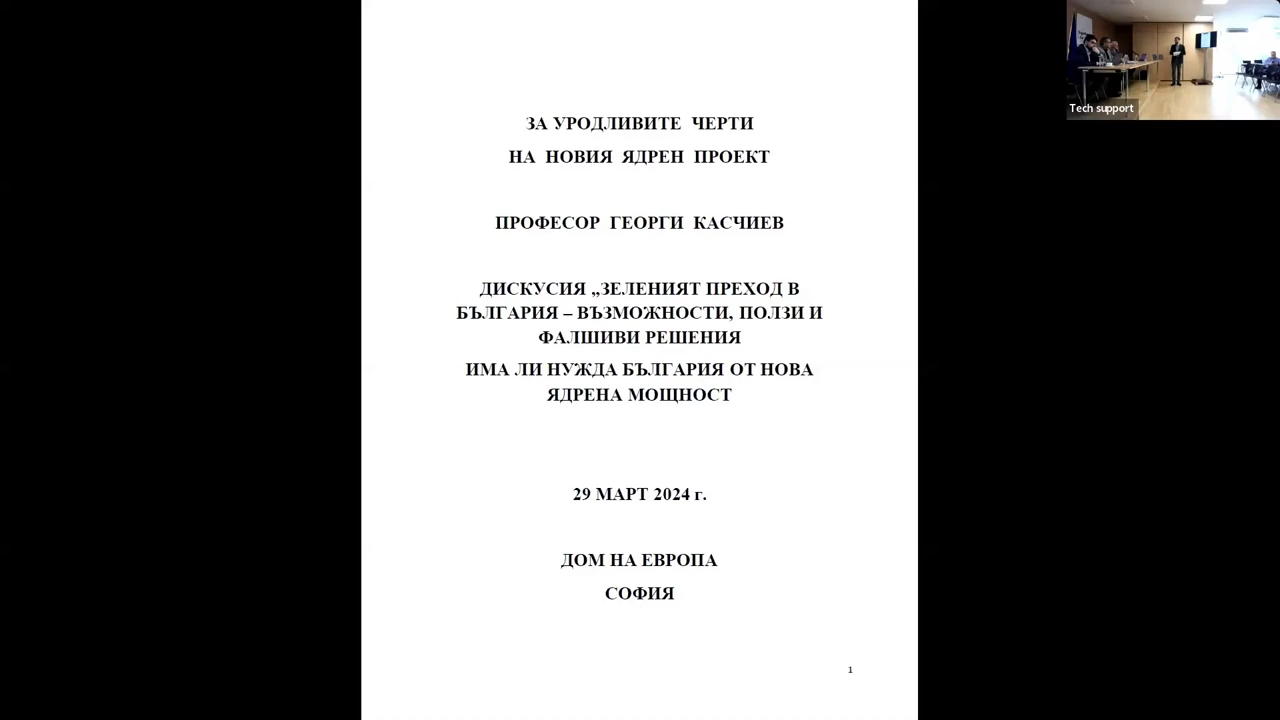 ЗА УРОДЛИВИТЕ ЧЕРТИ
НА НОВИЯ ЯДРЕН ПРОЕКТ
ПРОФЕСОР ГЕОРГИ КАСЧИЕВ
ДИСКУСИЯ „ЗЕЛЕНИЯТ ПРЕХОД В
БЪЛГАРИЯ – ВЪЗМОЖНОСТИ, ПОЛЗИ И
ФАЛШИВИ РЕШЕНИЯ
ИМА ЛИ НУЖДА БЪЛГАРИЯ ОТ НОВА
ЯДРЕНА МОЩНОСТ
29 МАРТ 2024 г.
ДОМ НА ЕВРОПА
СОФИЯ
1
Tech support